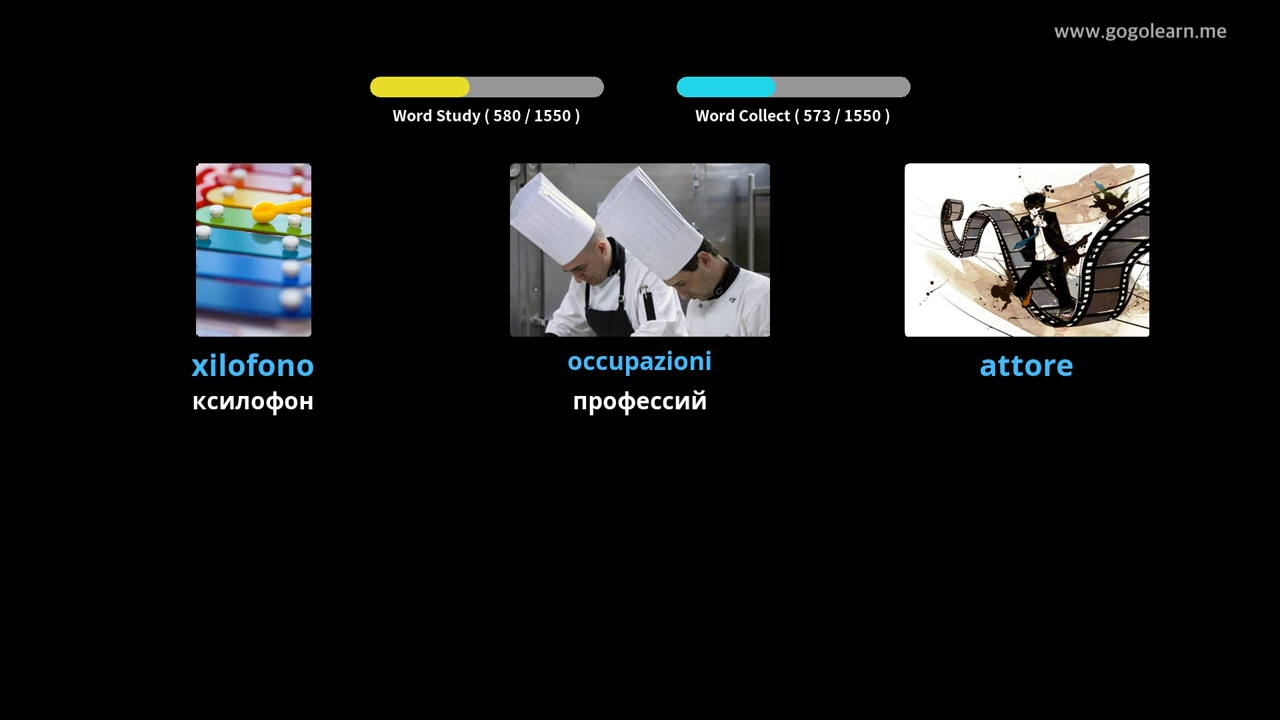 www.gogolearn.me
Word Study ( 580 / 1550 )
Word Collect ( 573 / 1550 )
xilofono
ксилофон
occupazioni
профессий
attore